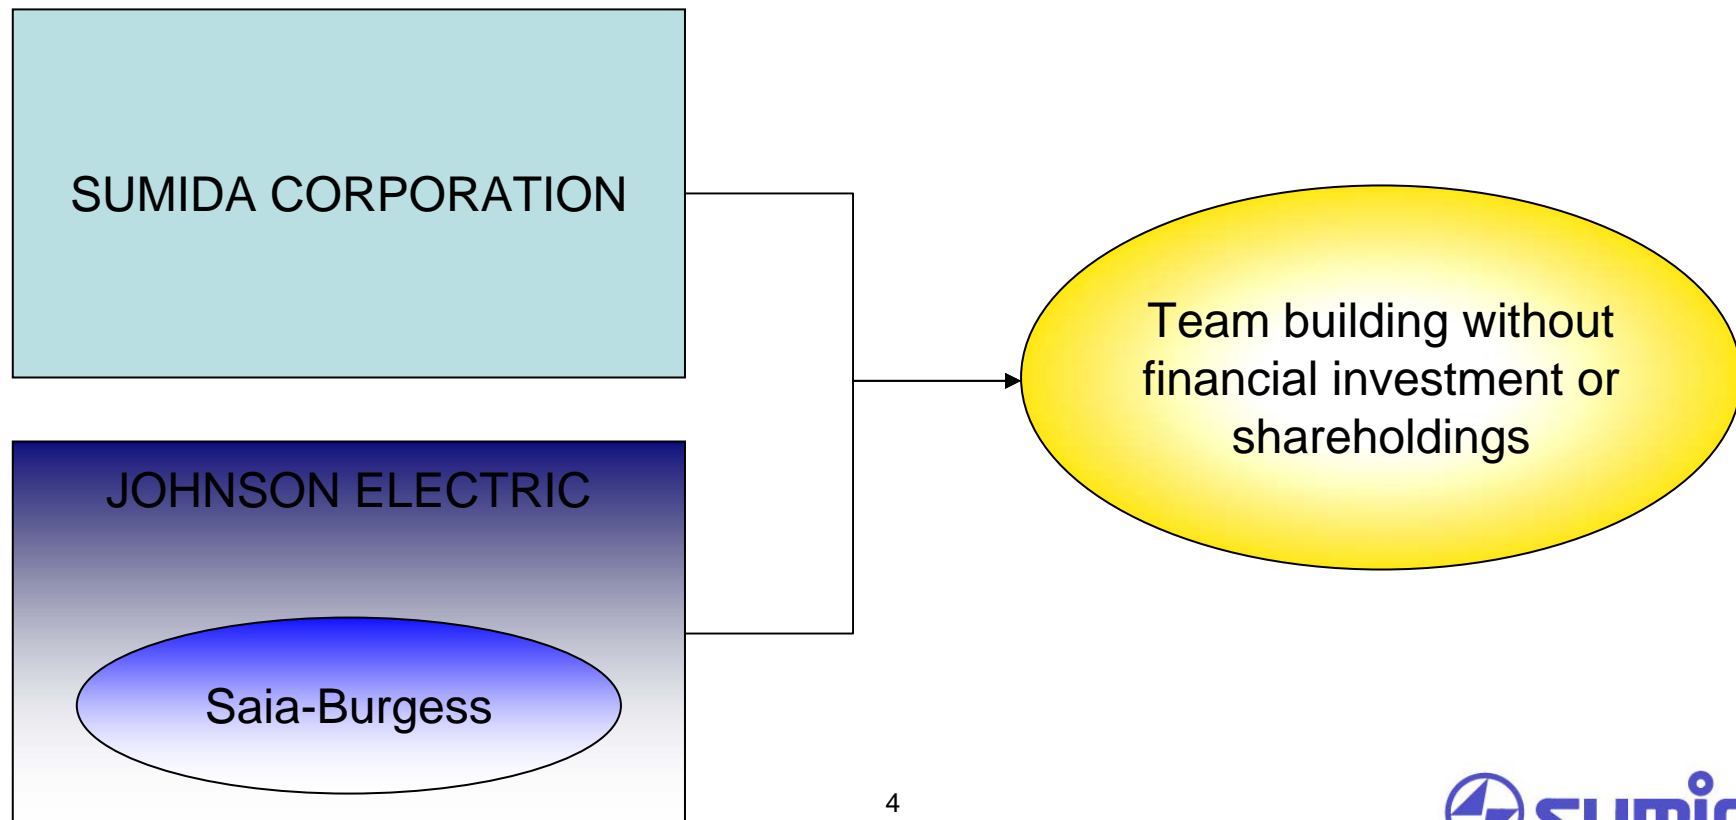 SUMIDA CORPORATION
JOHNSON ELECTRIC
Saia-Burgess
Team building without
financial investment or
shareholdings
4